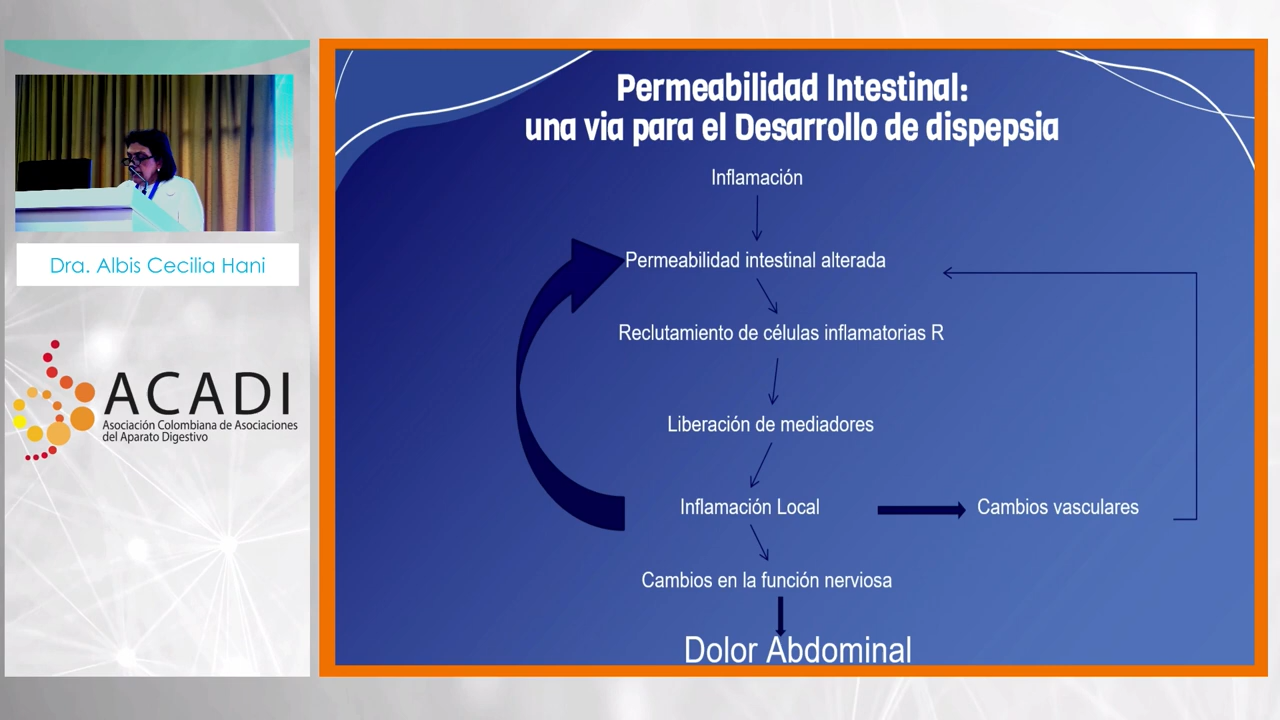 Permeabilidad Intestinal:
una via para el Desarrollo de dispepsia
Inflamación
Permeabilidad intestinal alterada
Reclutamiento de células inflamatorias R
Liberación de mediadores
Inflamación Local
Cambios vasculares
Cambios en la función nerviosa
Dolor Abdominal
Dra. Albis Cecilia Hani
ACADI
Asociación Colombiana de Asociaciones
del Aparato Digestivo